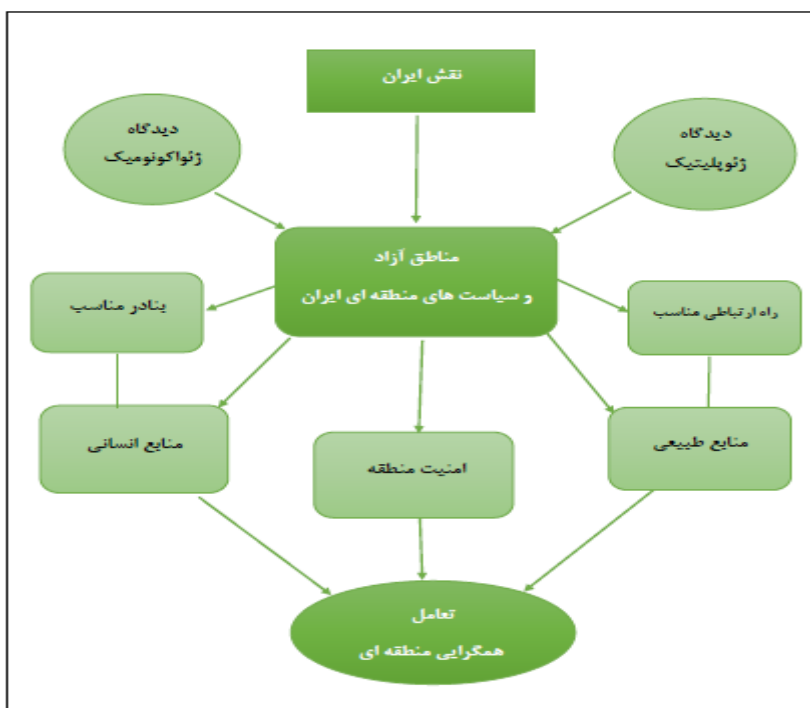 نقش ایران
دیدگاه
ژئوپلیتیک
دیدگاه
ژئواکونومیک
مناطق آزاد
و سیاست های منطقه ای ایران
راه ارتباطی مناسب
بنادر مناسب
منابع طبیعی
امنیت منطقه
منابع انسانی
تعامل
همگرایی منطقه ای